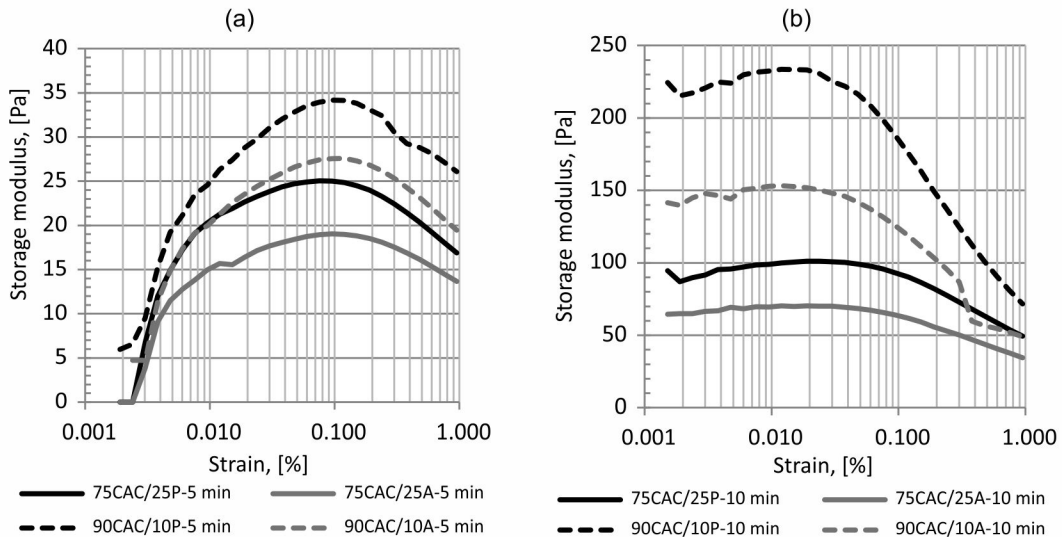 (a)
Storage modulus, [Pa]
40
35
30
25
20
15
10
5
0
0.001
0.010
0.100
1.000
Strain, [%]
75CAC/25P-5 min
75CAC/25A-5 min
90CAC/10P-5 min
90CAC/10A-5 min
(b)
Storage modulus, [Pa]
250
200
150
100
50
0
0.001
0.010
0.100
1.000
Strain, [%]
75CAC/25P-10 min
75CAC/25A-10 min
90CAC/10P-10 min
90CAC/10A-10 min